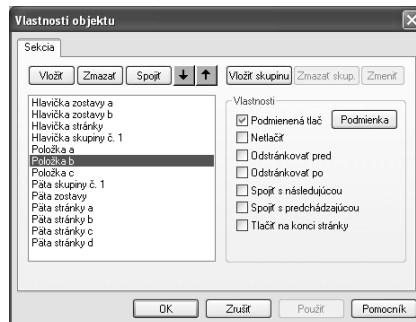 Vlastnosti objektu
Sekcia
Vložiť Zmazať Spojiť Vložiť skupinu Zmazať skup. Zmeniť
Hlavička zostavy a
Hlavička zostavy b
Hlavička stránky
Hlavička skupiny č. 1
Položka a
Položka b
Položka c
Päta skupiny č. 1
Päta zostavy
Päta stránky a
Päta stránky b
Päta stránky c
Päta stránky d
Vlastnosti
Podmienená tlač Podmienka
Netlačiť
Odstránkovať pred
Odstránkovať po
Spojiť s následujúcou
Spojiť s predchádzajúcou
Tlačiť na konci stránky
OK Zrušiť Použiť Pomocník